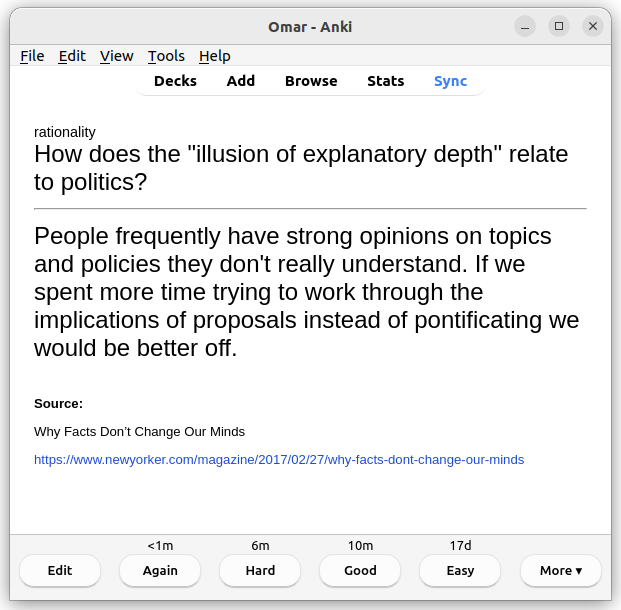 Omar - Anki
File Edit View Tools Help
Decks Add Browse Stats Sync
rationality
How does the "illusion of explanatory depth" relate
to politics?
People frequently have strong opinions on topics
and policies they don't really understand. If we
spent more time trying to work through the
implications of proposals instead of pontificating we
would be better off.
Source:
Why Facts Don’t Change Our Minds
https://www.newyorker.com/magazine/2017/02/27/why-facts-dont-change-our-minds
<1m 6m 10m 17d
Edit Again Hard Good Easy More ▾